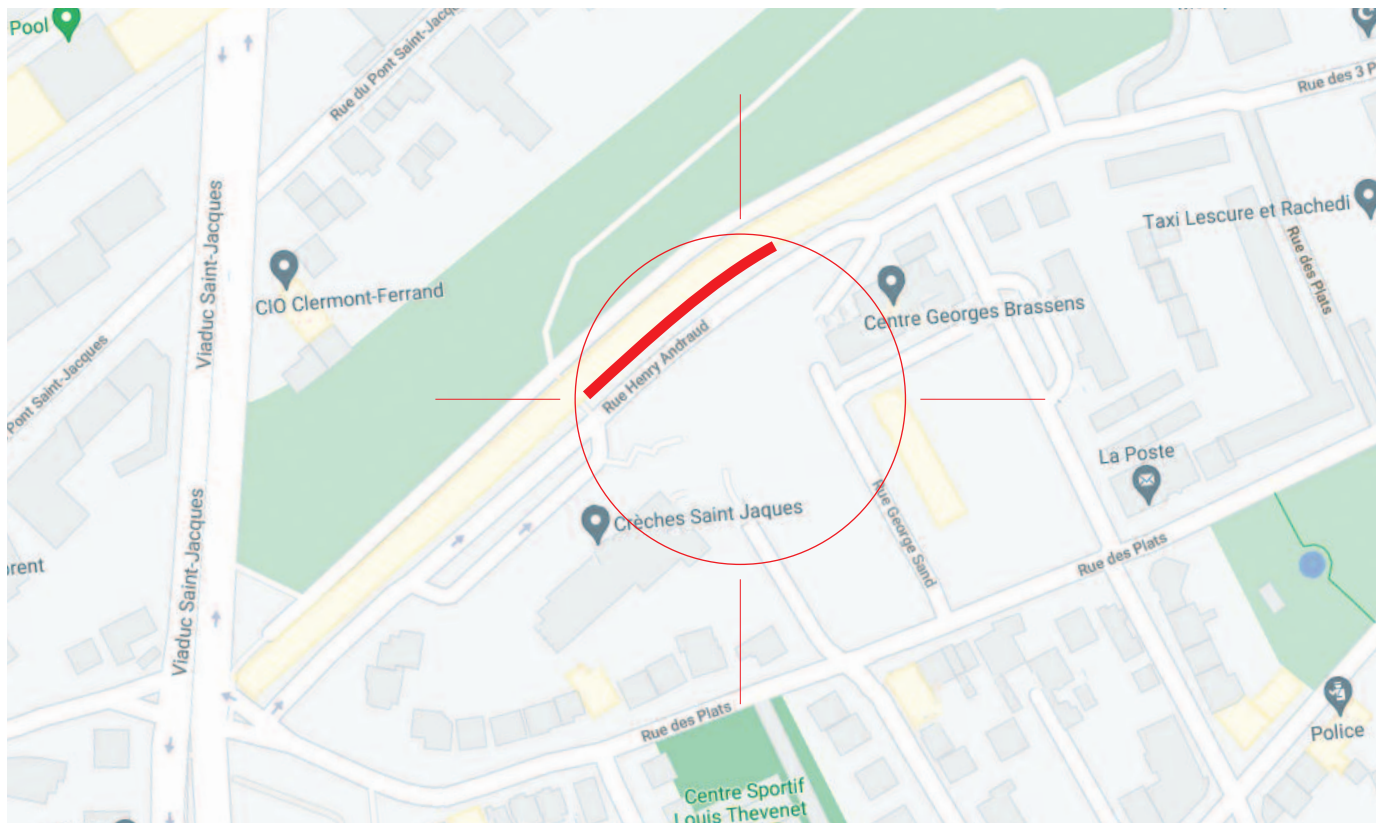 Pool
Rue du Pont Saint-Jacques
Rue des 3 P
Viaduc Saint-Jacques
Taxi Lescure et Rachedi
CIO Clermont-Ferrand
Rue des Plats
Centre Georges Brassens
Pont Saint-Jacques
Rue Henry Andraud
La Poste
Crèches Saint Jaques
Rue George Sand
Viaduc Saint-Jacques
Rue des Plats
orent
Rue des Plats
Police
Centre Sportif
Louis Thevenet